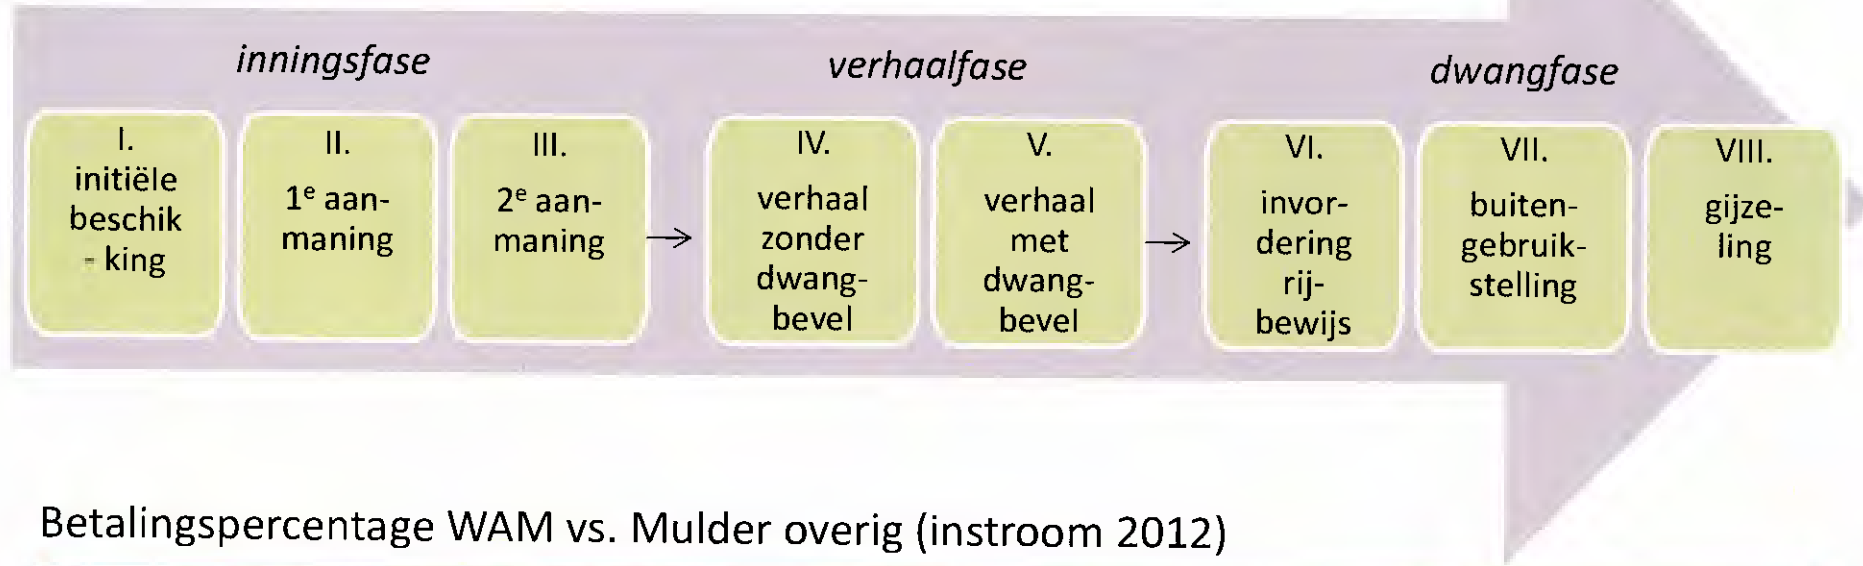 inningsfase
verhaalfase
dwangfase
I.
initiële
beschik
- king
II.
1e aan-
maning
III.
2e aan-
maning
IV.
verhaal
zonder
dwang-
bevel
V.
verhaal
met
dwang-
bevel
VI.
invor-
dering
rij-
bewijs
VII.
buiten-
gebruik-
stelling
VIII.
gijze-
ling
Betalingspercentage WAM vs. Mulder overig (instroom 2012)